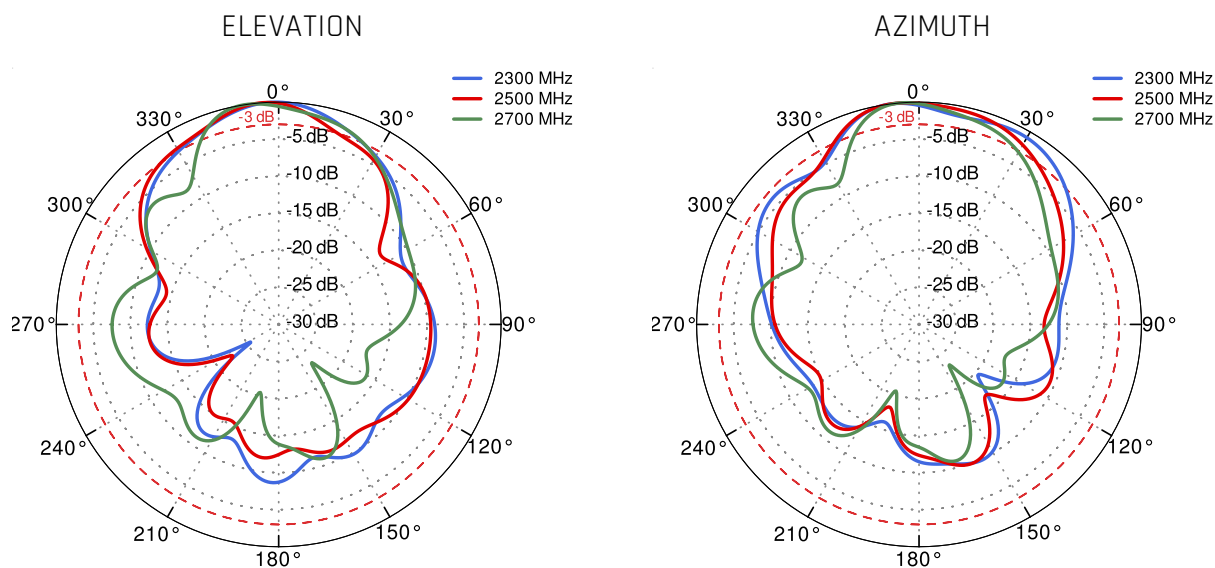 ELEVATION
2300 MHz
2500 MHz
2700 MHz
0°
30°
60°
90°
120°
150°
180°
210°
240°
270°
300°
330°
-3 dB
-5 dB
-10 dB
-15 dB
-20 dB
-25 dB
-30 dB
AZIMUTH
2300 MHz
2500 MHz
2700 MHz
0°
30°
60°
90°
120°
150°
180°
210°
240°
270°
300°
330°
-3 dB
-5 dB
-10 dB
-15 dB
-20 dB
-25 dB
-30 dB